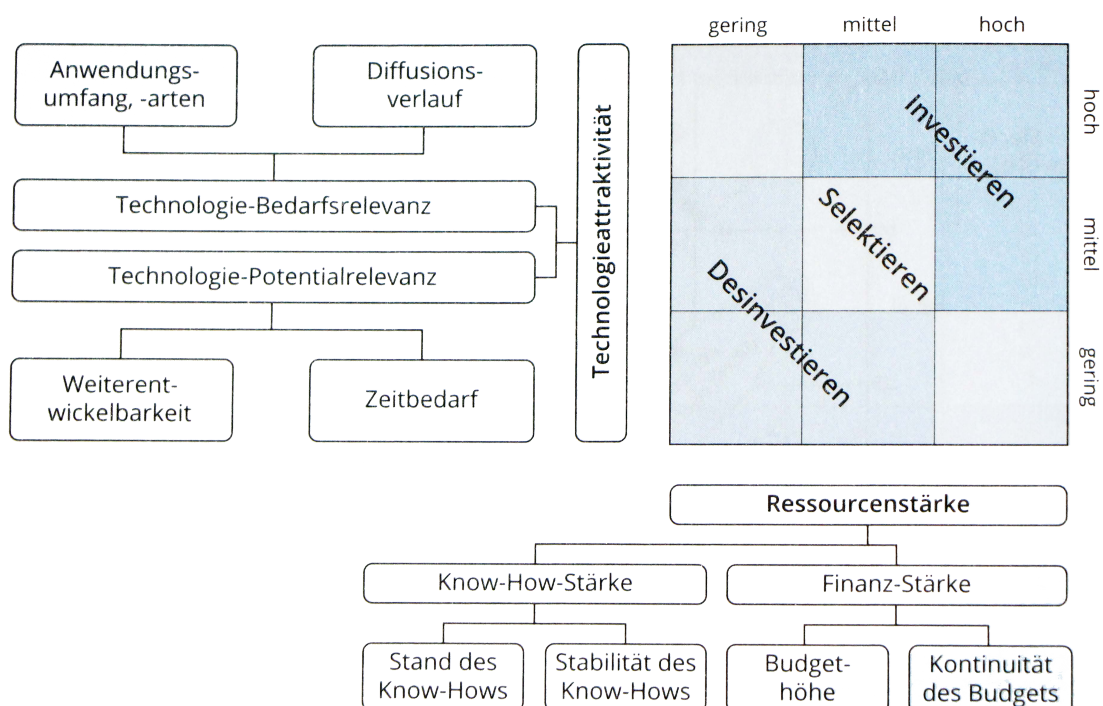 gering mittel hoch
Anwendungs-
umfang, -arten
Diffusions-
verlauf
Technologie-Bedarfsrelevanz
Technologie-Potentialrelevanz
Weiterent-
wickelbarkeit
Zeitbedarf
Technologieattraktivität
Investieren
Selektieren
Desinvestieren
hoch
mittel
gering
Ressourcenstärke
Know-How-Stärke
Finanz-Stärke
Stand des
Know-Hows
Stabilität des
Know-Hows
Budget-
höhe
Kontinuität
des Budgets